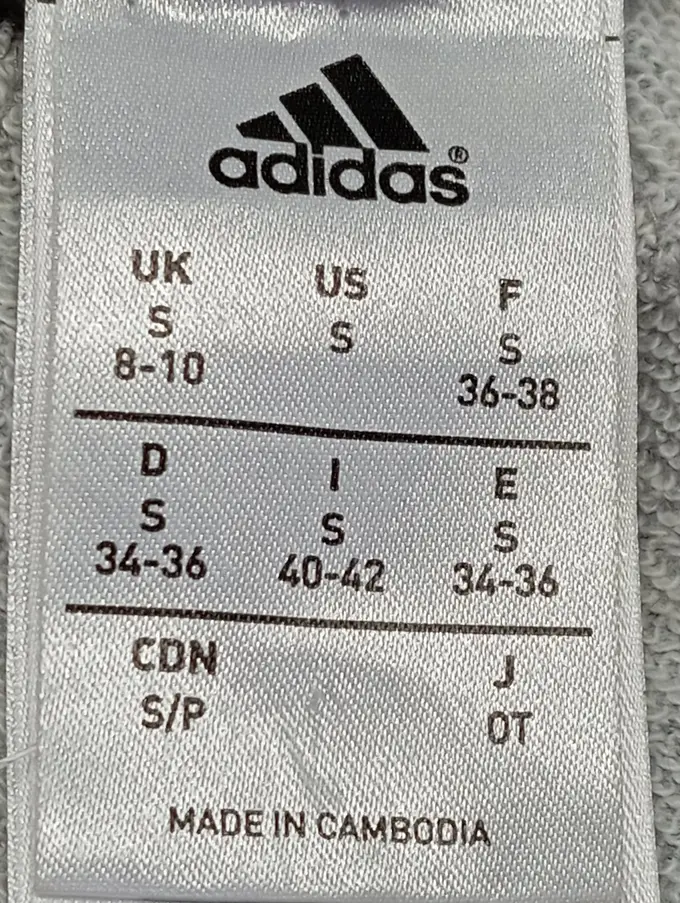 adidas®
UK US F
S S S
8-10 36-38
D I E
S S S
34-36 40-42 34-36
CDN J
S/P OT
MADE IN CAMBODIA